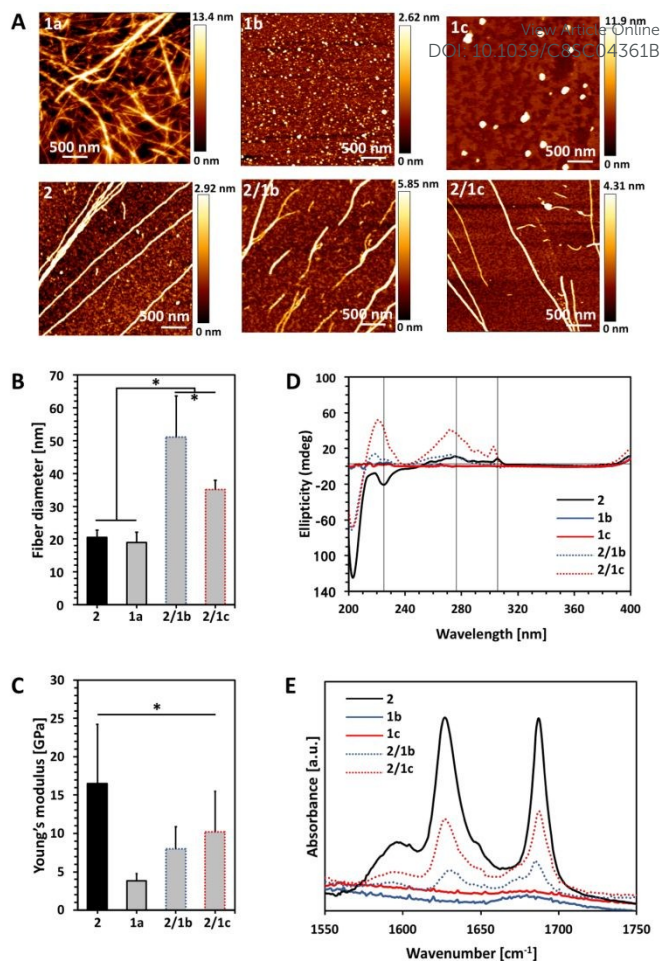 View Article Online
DOI: 10.1039/C8SC04361B
A
1a
13.4 nm
500 nm
0 nm
1b
2.62 nm
500 nm
0 nm
1c
11.9 nm
500 nm
0 nm
2
2.92 nm
500 nm
0 nm
2/1b
5.85 nm
500 nm
0 nm
2/1c
4.31 nm
500 nm
0 nm
B
Fiber diameter [nm]
70
60
50
40
30
20
10
0
* *
2 1a 2/1b 2/1c
D
Ellipticity (mdeg)
100
60
20
-20
-60
100
140
2
1b
1c
2/1b
2/1c
200 240 280 320 360 400
Wavelength [nm]
C
Young's modulus [GPa]
30
25
20
15
10
5
0
*
2 1a 2/1b 2/1c
E
Absorbance [a.u.]
2
1b
1c
2/1b
2/1c
1550 1600 1650 1700 1750
Wavenumber [cm-1]